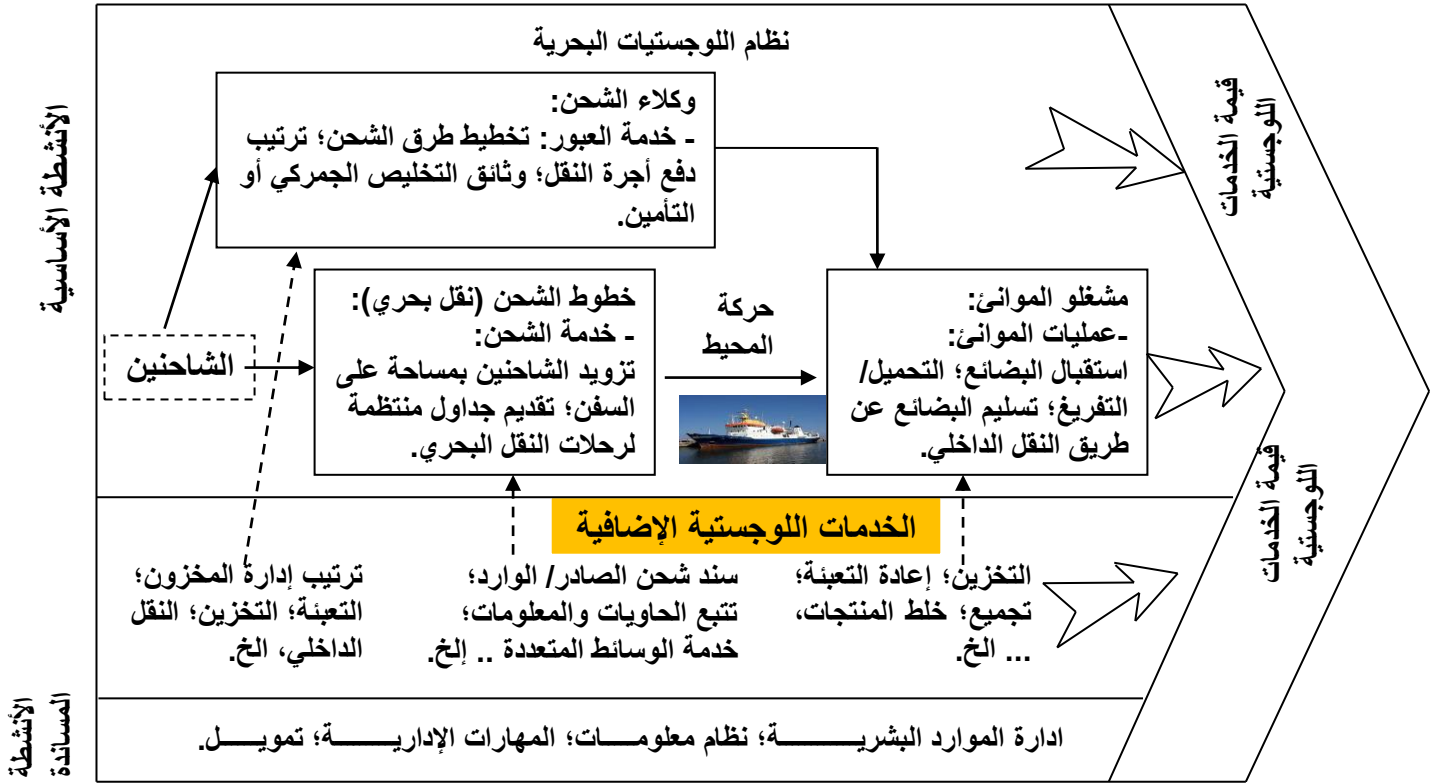 نظام اللوجستيات البحرية
الأنشطة الأساسية
وكلاء الشحن:
- خدمة العبور: تخطيط طرق الشحن؛ ترتيب
دفع أجرة النقل؛ وثائق التخليص الجمركي أو
التأمين.
قيمة الخدمات
اللوجستية
الشاحنين
خطوط الشحن (نقل بحري):
- خدمة الشحن:
تزويد الشاحنين بمساحة على
السفن؛ تقديم جداول منتظمة
لرحلات النقل البحري.
حركة
المحيط
مشغلو الموانئ:
-عمليات الموانئ:
استقبال البضائع؛ التحميل/
التفريغ؛ تسليم البضائع عن
طريق النقل الداخلي.
قيمة الخدمات
اللوجستية
الخدمات اللوجستية الإضافية
ترتيب إدارة المخزون؛
التعبئة؛ التخزين؛ النقل
الداخلي، الخ.
سند شحن الصادر/ الوارد؛
تتبع الحاويات والمعلومات؛
خدمة الوسائط المتعددة .. إلخ.
التخزين؛ إعادة التعبئة؛
تجميع؛ خلط المنتجات،
... الخ.
الأنشطة
المساندة
ادارة الموارد البشريـــــــــة؛ نظام معلومـــــات؛ المهارات الإداريــــــــة؛ تمويـــــل.